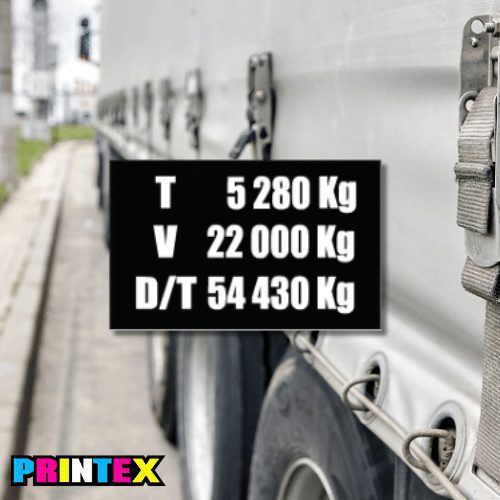 T 5 280 Kg
V 22 000 Kg
D/T 54 430 Kg
PRINTEX